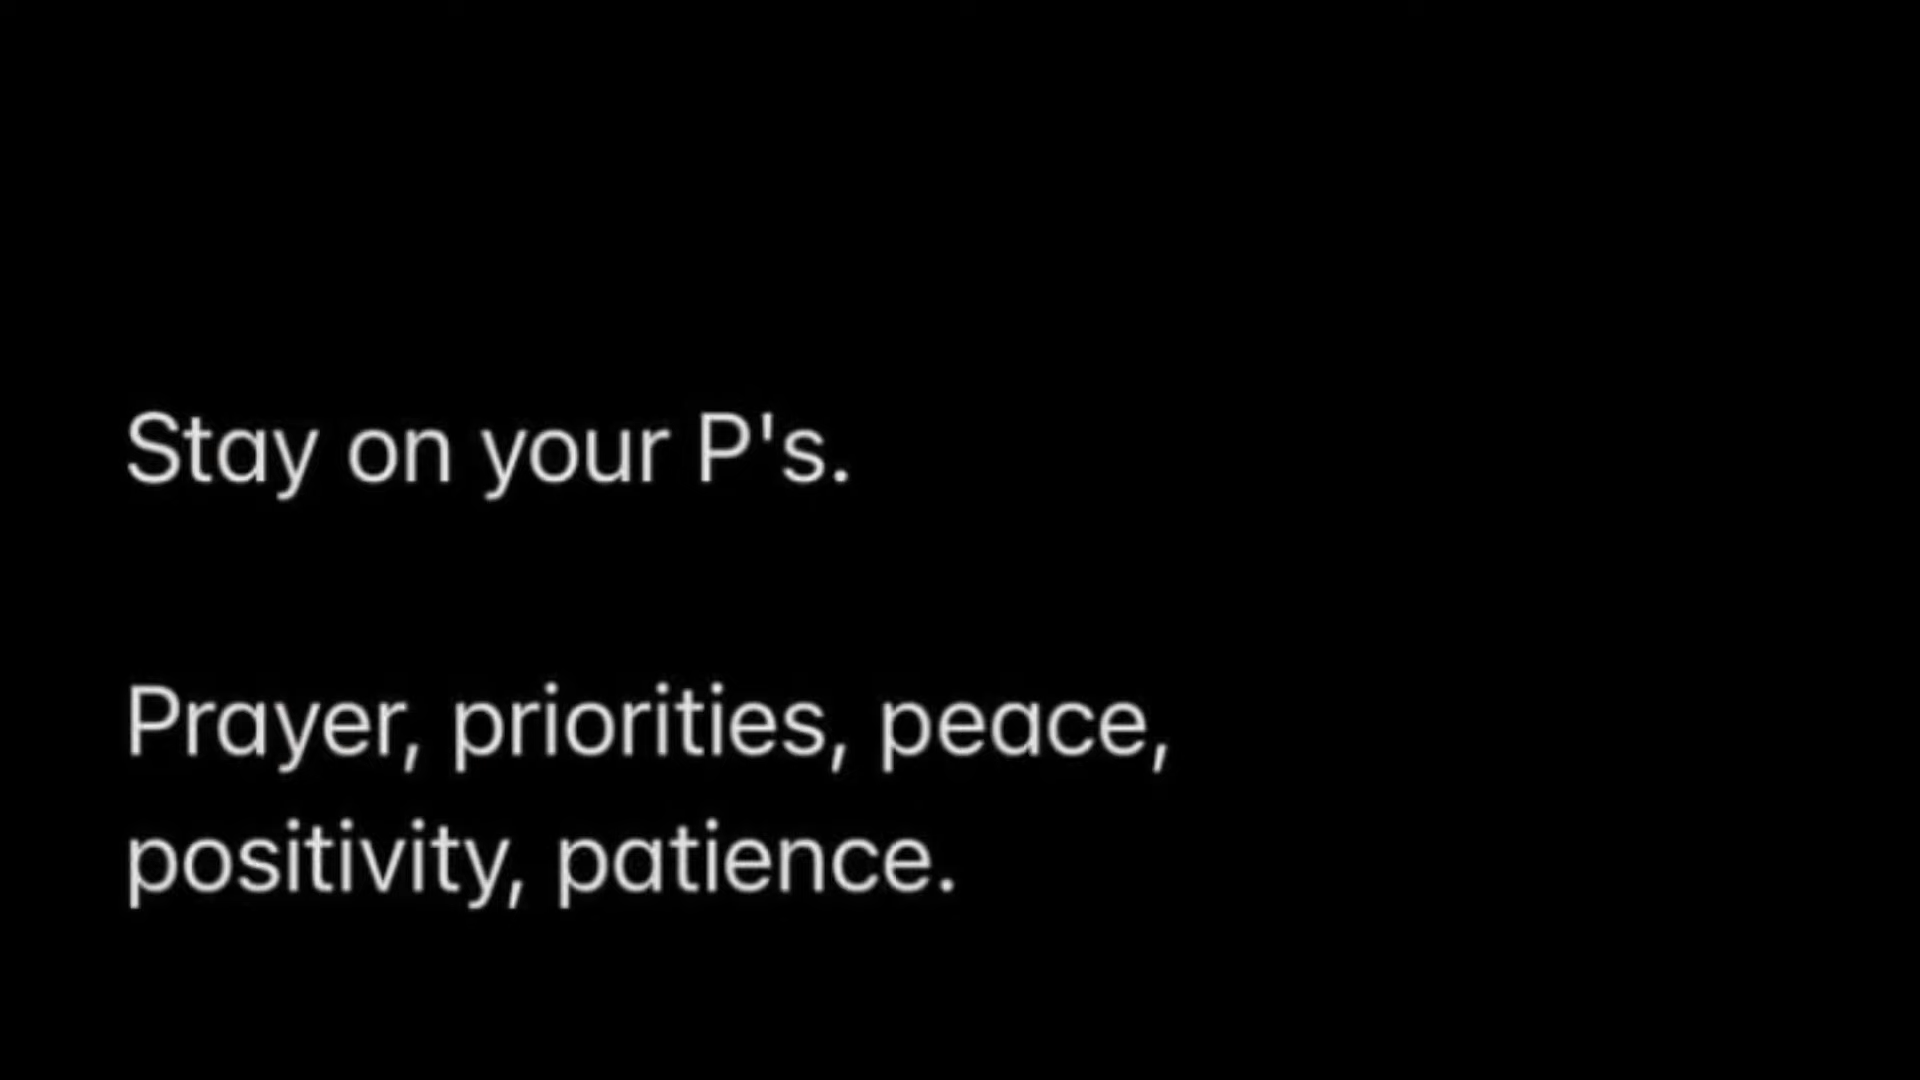 Stay on your P's.
Prayer, priorities, peace,
positivity, patience.